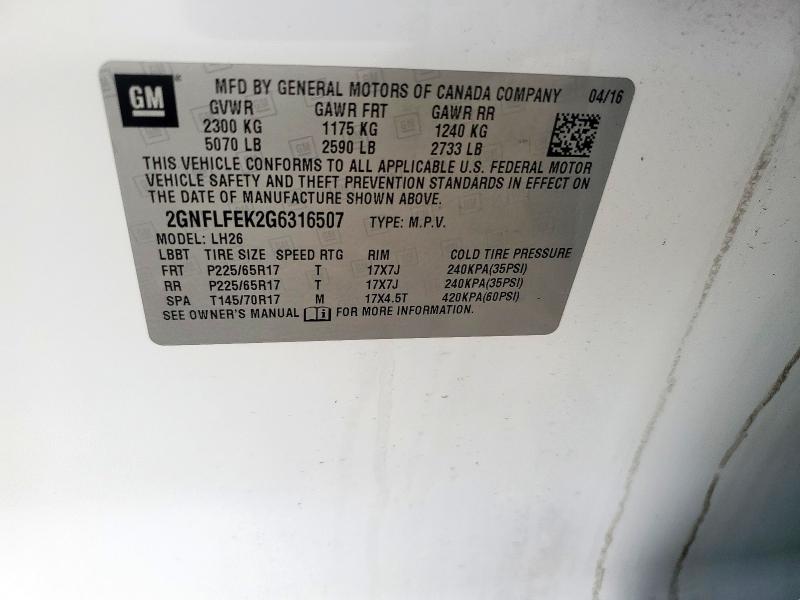 GM
MFD BY GENERAL MOTORS OF CANADA COMPANY 04/16
GVWR GAWR FRT GAWR RR
2300 KG 1175 KG 1240 KG
5070 LB 2590 LB 2733 LB
THIS VEHICLE CONFORMS TO ALL APPLICABLE U.S. FEDERAL MOTOR
VEHICLE SAFETY AND THEFT PREVENTION STANDARDS IN EFFECT ON
THE DATE OF MANUFACTURE SHOWN ABOVE.
2GNFLFEK2G6316507 TYPE: M.P.V.
MODEL: LH26
LBBT TIRE SIZE SPEED RTG RIM COLD TIRE PRESSURE
FRT P225/65R17 T 17X7J 240KPA(35PSI)
RR P225/65R17 T 17X7J 240KPA(35PSI)
SPA T145/70R17 M 17X4.5T 420KPA(60PSI)
SEE OWNER'S MANUAL FOR MORE INFORMATION.